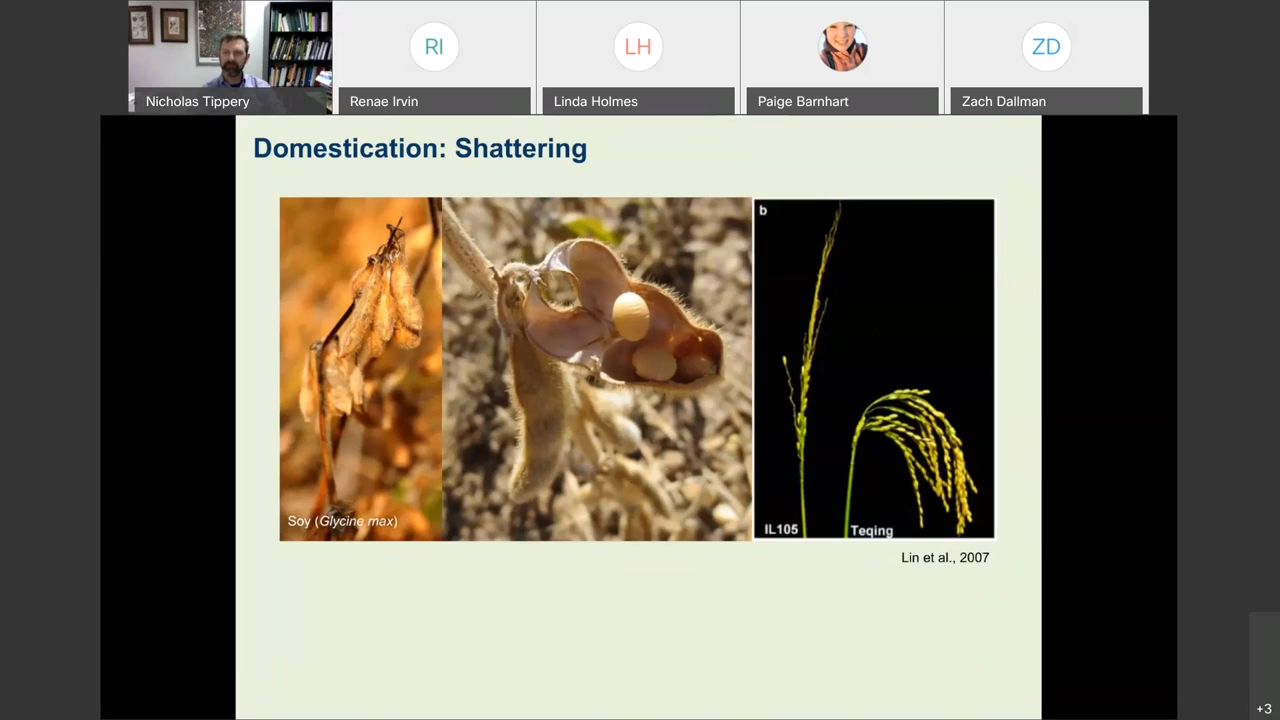 Nicholas Tippery
RI
Renae Irvin
LH
Linda Holmes
Paige Barnhart
ZD
Zach Dallman
Domestication: Shattering
Soy (Glycine max)
b
IL105
Teqing
Lin et al., 2007
+3